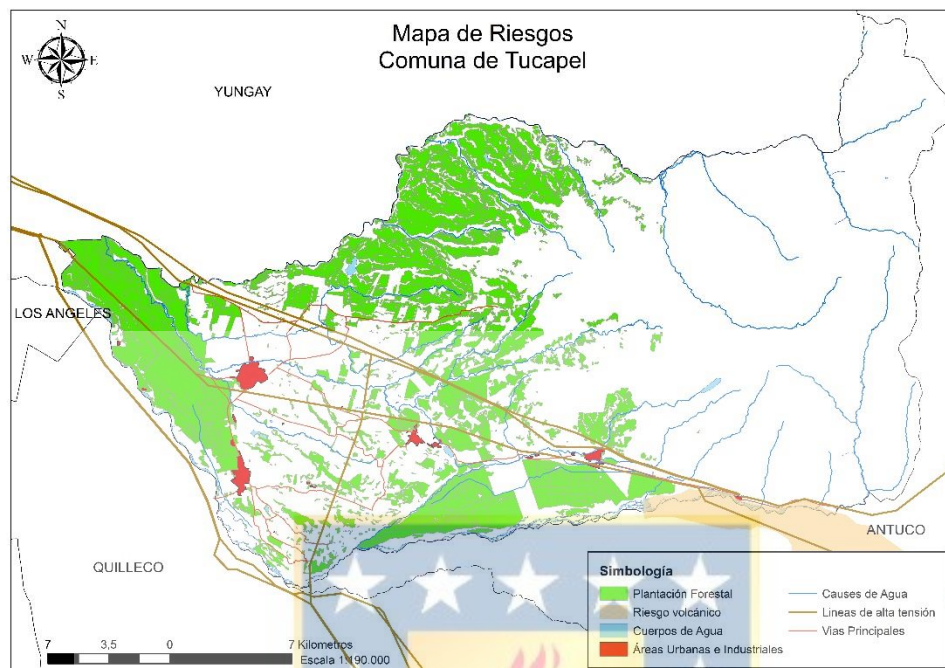 Mapa de Riesgos
Comuna de Tucapel
N
W
E
S
YUNGAY
LOS ANGELES
QUILLECO
ANTUCO
Simbología
Plantación Forestal
Riesgo volcánico
Cuerpos de Agua
Áreas Urbanas e Industriales
Causes de Agua
Lineas de alta tensión
Vias Principales
7 3,5 0 7 Kilometros
Escala 1:190.000